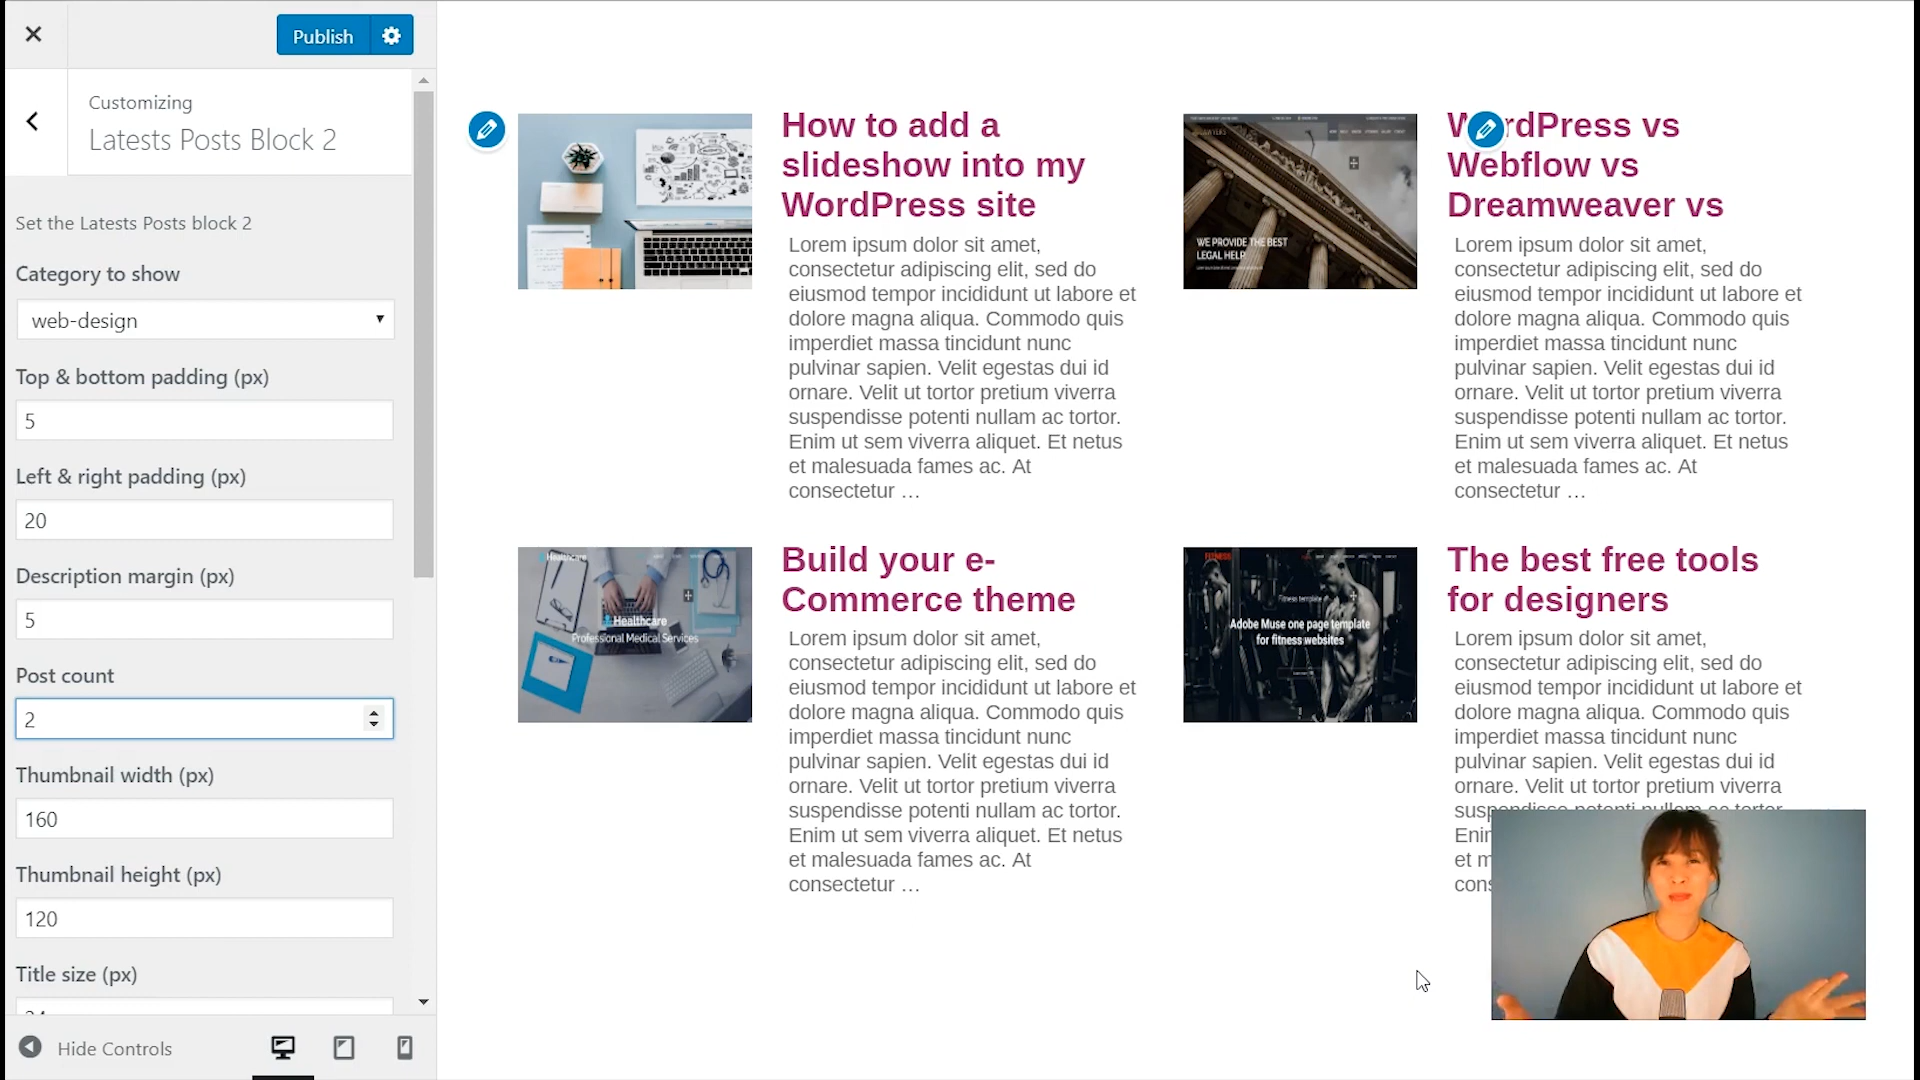 Publish
Customizing
Latests Posts Block 2
Set the Latests Posts block 2
Category to show
web-design
Top & bottom padding (px)
5
Left & right padding (px)
20
Description margin (px)
5
Post count
2
Thumbnail width (px)
160
Thumbnail height (px)
120
Title size (px)
Hide Controls
How to add a
slideshow into my
WordPress site
Lorem ipsum dolor sit amet,
consectetur adipiscing elit, sed do
eiusmod tempor incididunt ut labore et
dolore magna aliqua. Commodo quis
imperdiet massa tincidunt nunc
pulvinar sapien. Velit egestas dui id
ornare. Velit ut tortor pretium viverra
suspendisse potenti nullam ac tortor.
Enim ut sem viverra aliquet. Et netus
et malesuada fames ac. At
consectetur …
WE PROVIDE THE BEST
LEGAL HELP
WordPress vs
Webflow vs
Dreamweaver vs
Lorem ipsum dolor sit amet,
consectetur adipiscing elit, sed do
eiusmod tempor incididunt ut labore et
dolore magna aliqua. Commodo quis
imperdiet massa tincidunt nunc
pulvinar sapien. Velit egestas dui id
ornare. Velit ut tortor pretium viverra
suspendisse potenti nullam ac tortor.
Enim ut sem viverra aliquet. Et netus
et malesuada fames ac. At
consectetur …
Healthcare
Healthcare
Professional Medical Services
Build your e-
Commerce theme
Lorem ipsum dolor sit amet,
consectetur adipiscing elit, sed do
eiusmod tempor incididunt ut labore et
dolore magna aliqua. Commodo quis
imperdiet massa tincidunt nunc
pulvinar sapien. Velit egestas dui id
ornare. Velit ut tortor pretium viverra
suspendisse potenti nullam ac tortor.
Enim ut sem viverra aliquet. Et netus
et malesuada fames ac. At
consectetur …
FITNESS
Fitness template
Adobe Muse one page template
for fitness websites
The best free tools
for designers
Lorem ipsum dolor sit amet,
consectetur adipiscing elit, sed do
eiusmod tempor incididunt ut labore et
dolore magna aliqua. Commodo quis
imperdiet massa tincidunt nunc
pulvinar sapien. Velit egestas dui id
ornare. Velit ut tortor pretium viverra
suspendisse potenti nullam ac tortor.
Enim
et m
cons